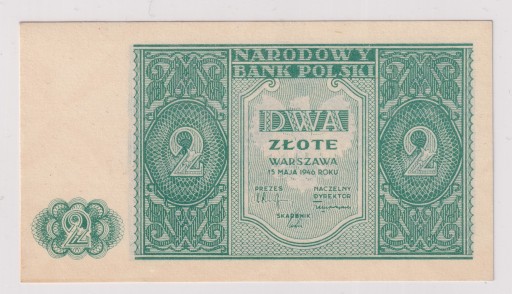 NARODOWY
BANK POLSKI
DWA
ZŁOTE
WARSZAWA
15 MAJA 1946 ROKU
PREZES
NACZELNY
DYREKTOR
SKARBNIK
2
2
2